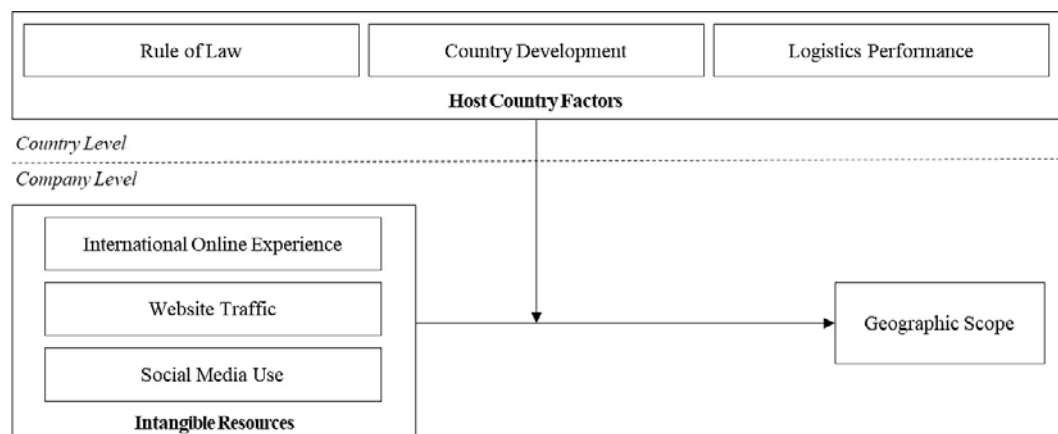 Rule of Law
Country Development
Logistics Performance
Host Country Factors
Country Level
Company Level
International Online Experience
Website Traffic
Social Media Use
Intangible Resources
Geographic Scope